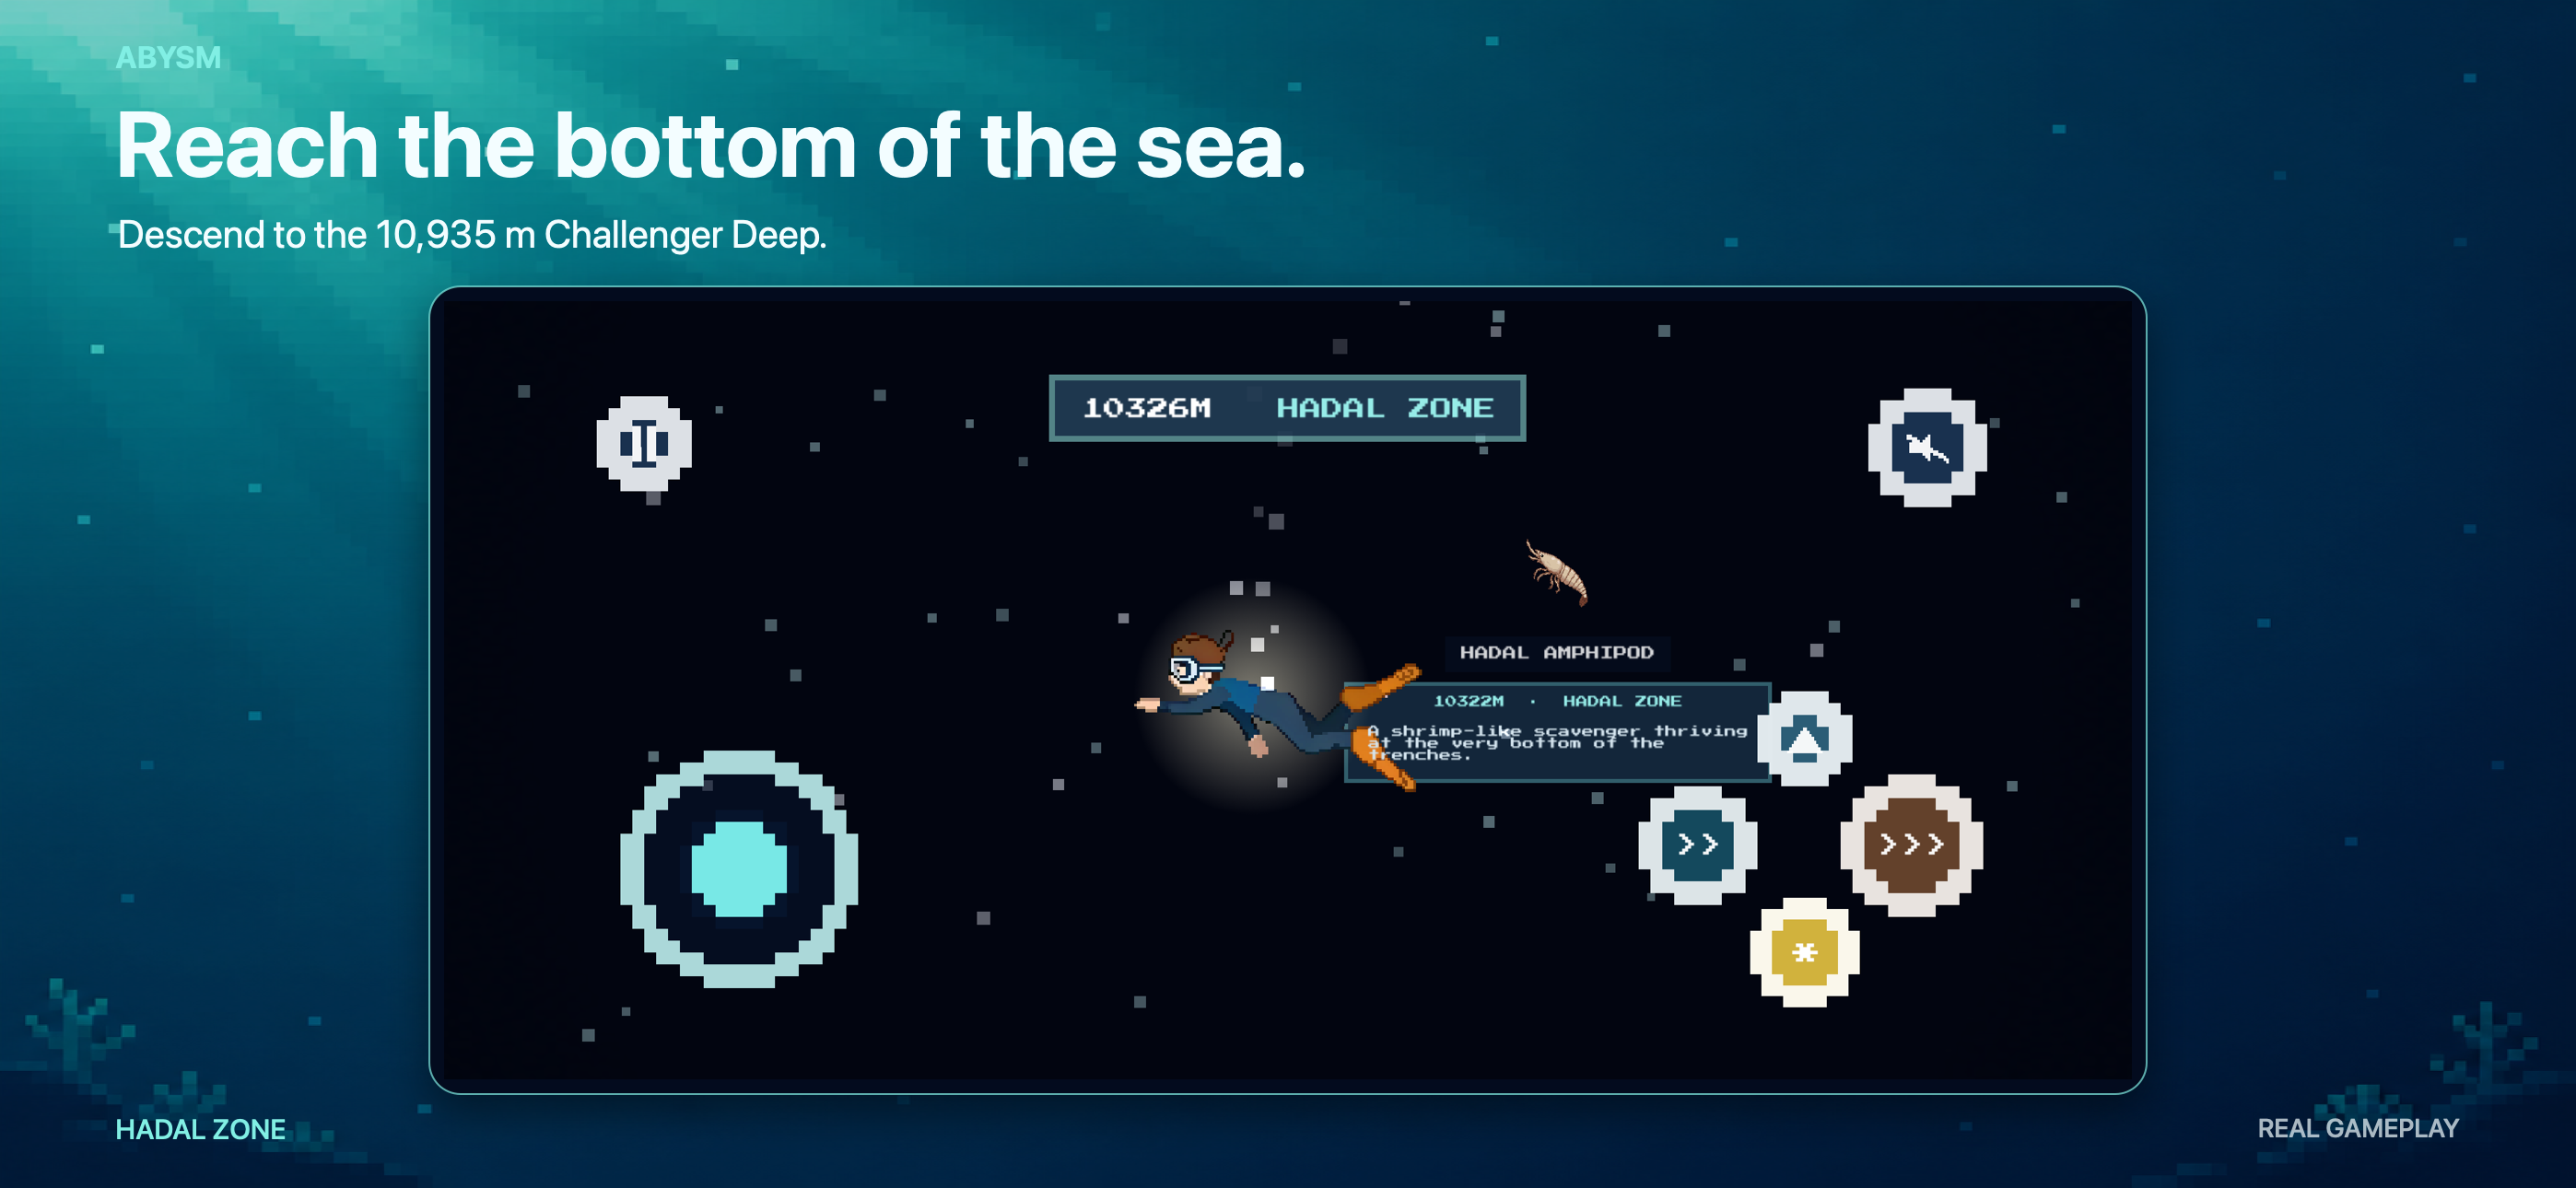 ABYSM
Reach the bottom of the sea.
Descend to the 10,935 m Challenger Deep.
10326M HADAL ZONE
HADAL AMPHIPOD
10322M · HADAL ZONE
A shrimp-like scavenger thriving
at the very bottom of the
trenches.
>>
>>>
*
HADAL ZONE
REAL GAMEPLAY